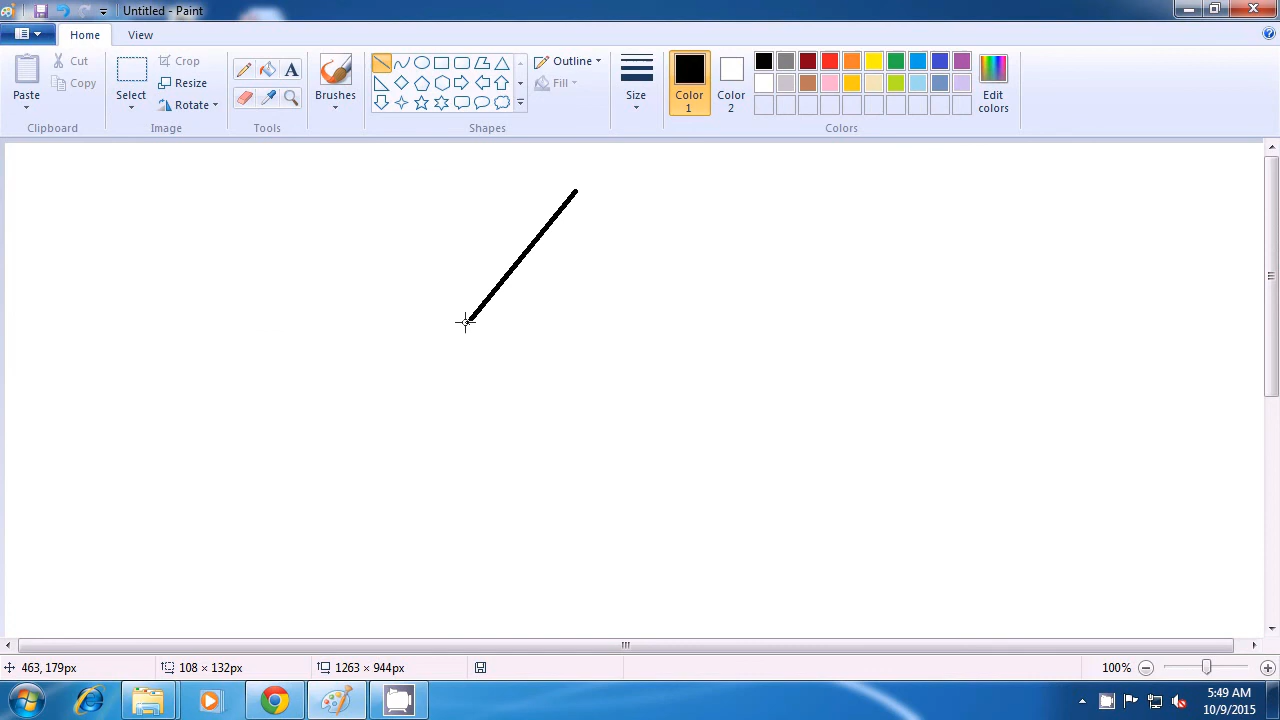 Untitled - Paint
Home
View
Paste
Cut
Copy
Clipboard
Select
Crop
Resize
Rotate
Image
A
Tools
Brushes
Outline
Fill
Shapes
Size
Color 1
Color 2
Edit colors
Colors
463, 179px
108 × 132px
1263 × 944px
100%
5:49 AM
10/9/2015